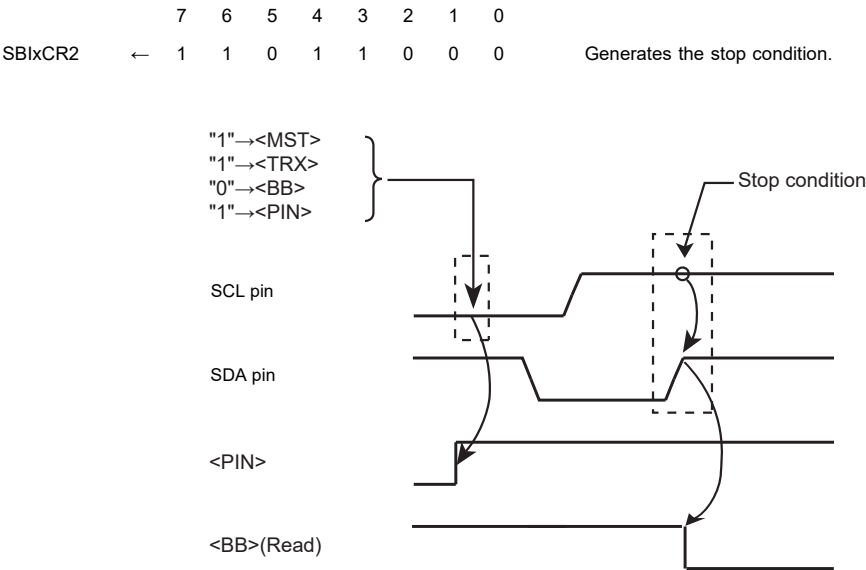 7 6 5 4 3 2 1 0
SBIxCR2 ← 1 1 0 1 1 0 0 0 Generates the stop condition.
"1"→<MST>
"1"→<TRX>
"0"→<BB>
"1"→<PIN>
Stop condition
SCL pin
SDA pin
<PIN>
<BB>(Read)